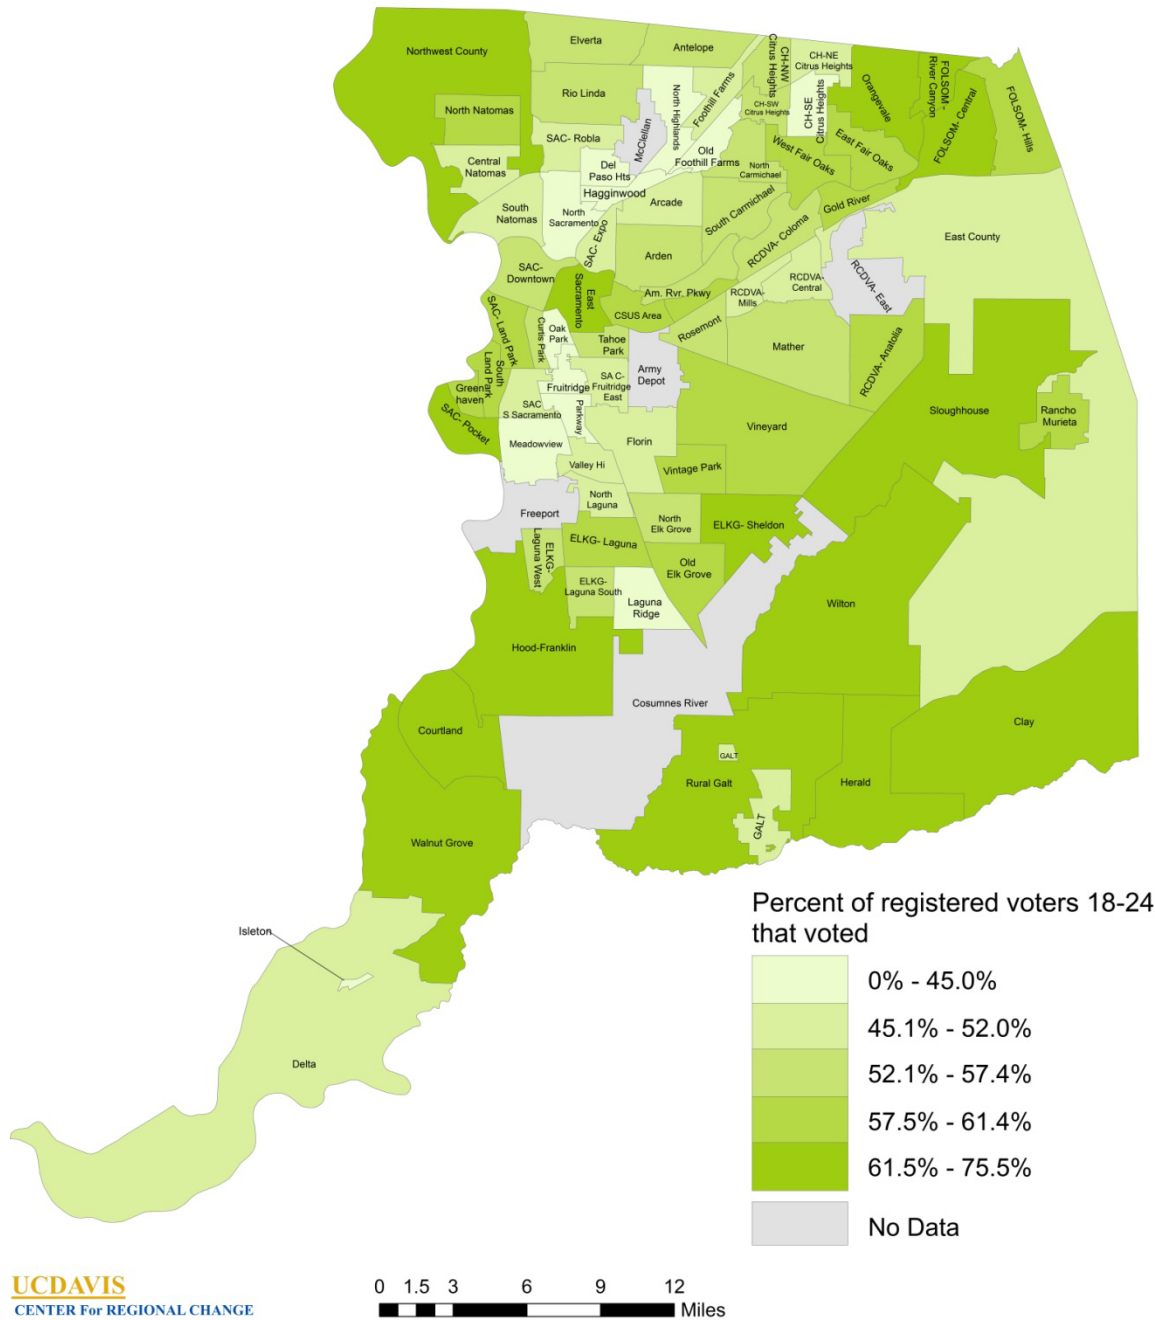 Northwest County
Elverta
Antelope
CH-NW
Citrus Heights
CH-NE
Citrus Heights
Orangevale
FOLSOM -
River Canyon
FOLSOM- Central
FOLSOM- Hills
North Natomas
Rio Linda
McClellan
North Highlands
Foothill Farms
CH-SW
Citrus Heights
CH-SE
Citrus Heights
SAC- Robla
Central
Natomas
Del
Paso Hts
Old
Foothill Farms
North
Carmichael
West Fair Oaks
East Fair Oaks
Hagginwood
South
Natomas
North
Sacramento
Arcade
South Carmichael
Gold River
SAC- Expo
RCDVA- Coloma
East County
SAC-
Downtown
Arden
East
Sacramento
Am. Rvr. Pkwy
RCDVA-
Mills
RCDVA-
Central
RCDVA- East
SAC- Land Park
Curtis Park
Oak
Park
CSUS Area
Rosemont
Tahoe
Park
Mather
RCDVA- Anatolia
South
Land Park
Green
haven
Fruitridge
SA C-
Fruitridge
East
Army
Depot
SAC- Pocket
SAC
S Sacramento
Parkway
Sloughhouse
Rancho
Murieta
Meadowview
Florin
Vineyard
Valley Hi
Vintage Park
Freeport
North
Laguna
North
Elk Grove
ELKG- Sheldon
ELKG-
Laguna West
ELKG- Laguna
Old
Elk Grove
ELKG-
Laguna South
Laguna
Ridge
Wilton
Hood-Franklin
Cosumnes River
Courtland
Clay
GALT
Rural Galt
Herald
GALT
Walnut Grove
Isleton
Delta
Percent of registered voters 18-24
that voted
0% - 45.0%
45.1% - 52.0%
52.1% - 57.4%
57.5% - 61.4%
61.5% - 75.5%
No Data
UCDAVIS
CENTER For REGIONAL CHANGE
0 1.5 3 6 9 12
Miles